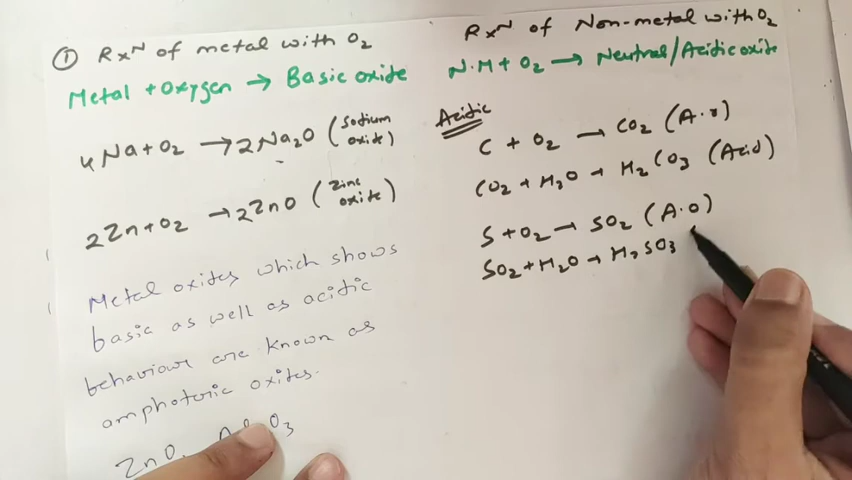 ① Rxᴺ of metal with O₂
Metal + Oxygen → Basic oxide
4Na + O₂ → 2Na₂O (Sodium oxide)
2Zn + O₂ → 2ZnO (Zinc oxide)
Metal oxides which shows
basic as well as acidic
behaviour are known as
amphoteric oxites.
ZnO,
O₃
Rxᴺ of Non-metal with O₂
N.M + O₂ → Neutral/Acidic oxide
Acidic
C + O₂ → CO₂
CO₂ + H₂O → H₂CO₃ (Acid)
S + O₂ → SO₂ (A.O)
SO₂ + H₂O → H₂SO₃